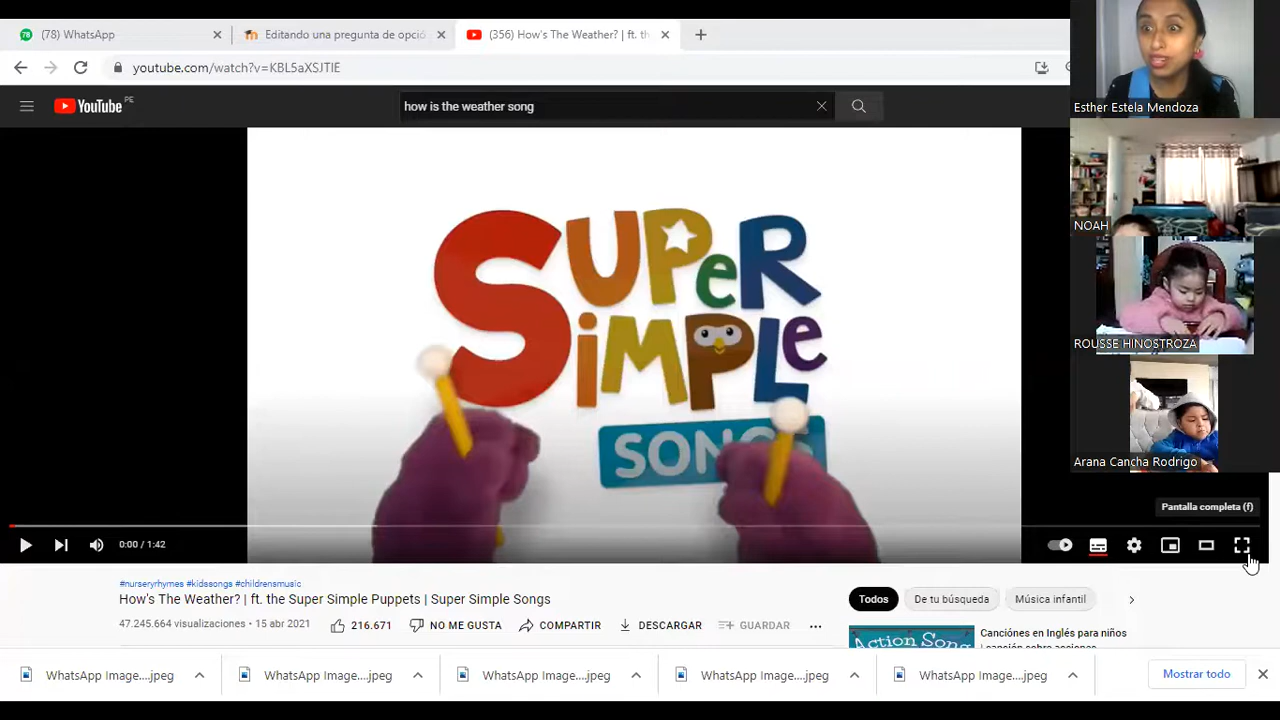 (78) WhatsApp
Editando una pregunta de opció
(356) How's The Weather? | ft. th
youtube.com/watch?v=KBL5aXSJTIE
YouTube PE
how is the weather song
Esther Estela Mendoza
NOAH
ROUSSE HINOSTROZA
Arana Cancha Rodrigo
SUPER
SiMPLe
SONGS
Pantalla completa (f)
0:00 / 1:42
#nurseryrhymes #kidssongs #childrensmusic
How's The Weather? | ft. the Super Simple Puppets | Super Simple Songs
47.245.664 visualizaciones • 15 abr 2021
216.671
NO ME GUSTA
COMPARTIR
DESCARGAR
GUARDAR
Todos
De tu búsqueda
Música infantil
Action Song
Canciónes en Inglés para niños
| canción sobre acciones
WhatsApp Image....jpeg
WhatsApp Image....jpeg
WhatsApp Image....jpeg
WhatsApp Image....jpeg
WhatsApp Image....jpeg
Mostrar todo